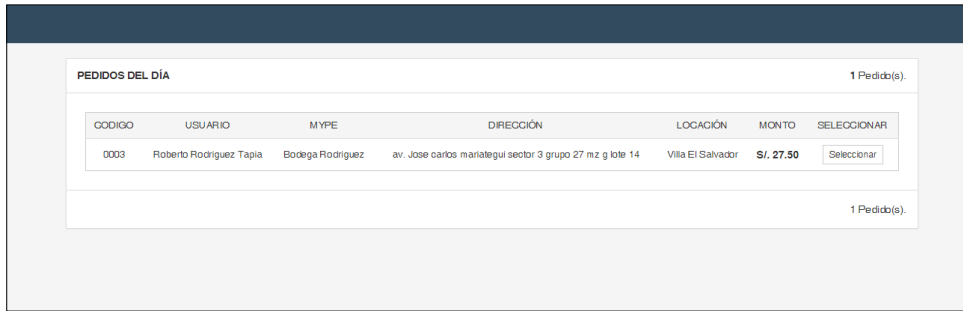 PEDIDOS DEL DÍA 1 Pedido(s).
CODIGO USUARIO MYPE DIRECCIÓN LOCACIÓN MONTO SELECCIONAR
0003 Roberto Rodriguez Tapia Bodega Rodriguez av. Jose carlos mariategui sector 3 grupo 27 mz g lote 14 Villa El Salvador S/. 27.50 Seleccionar
1 Pedido(s).